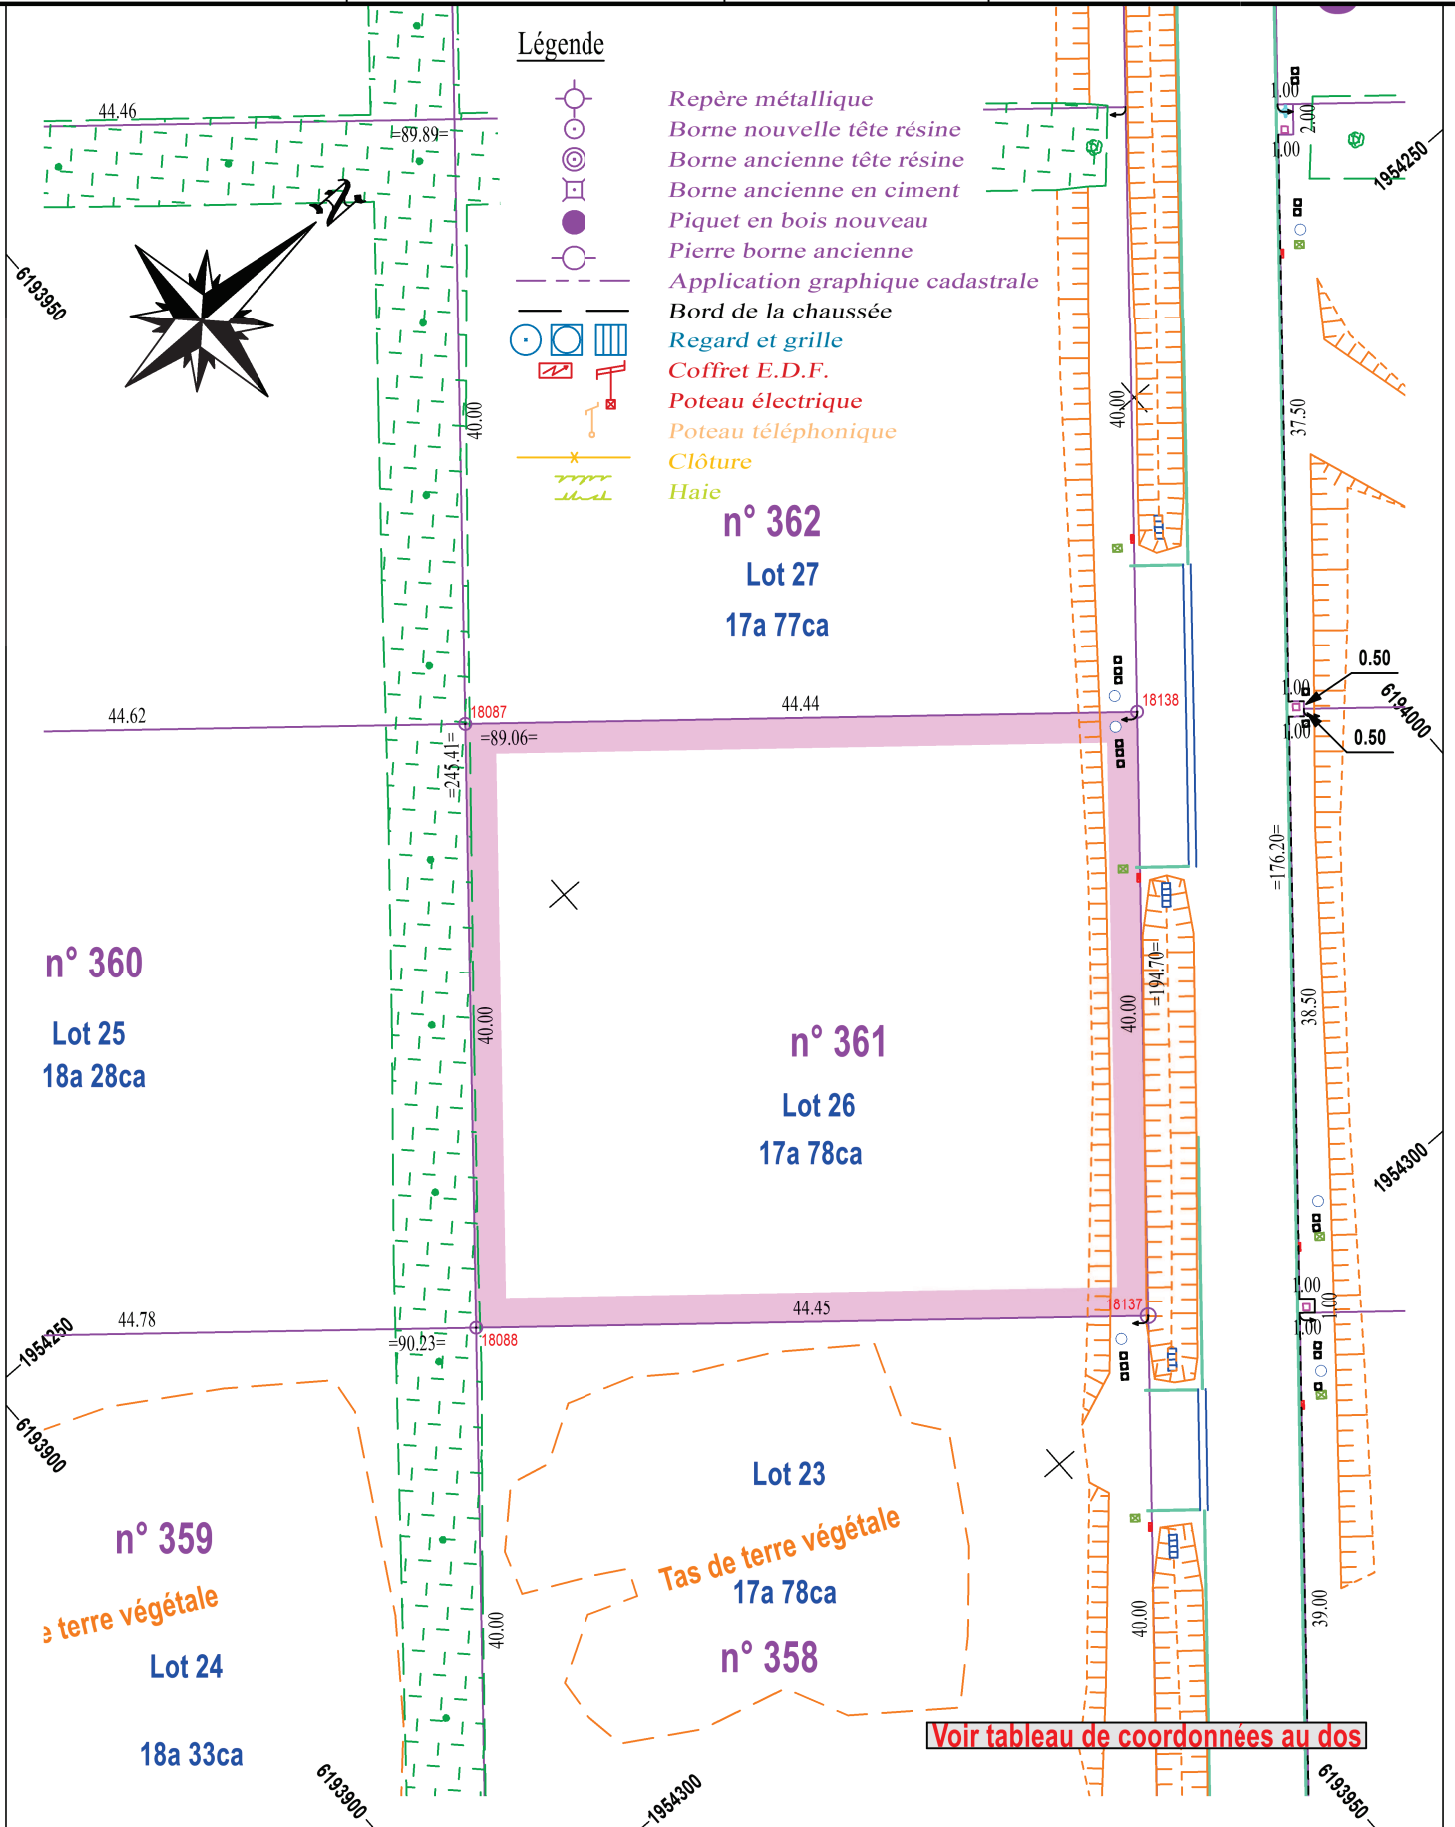 Légende
Repère métallique
Borne nouvelle tête résine
Borne ancienne tête résine
Borne ancienne en ciment
Piquet en bois nouveau
Pierre borne ancienne
Application graphique cadastrale
Bord de la chaussée
Regard et grille
Coffret E.D.F.
Poteau électrique
Poteau téléphonique
Clôture
Haie
44.46
=89.89=
N
6193950
1.00
2.00
1.00
1954250
40.00
40.00
37.50
n° 362
Lot 27
17a 77ca
44.62
18087
44.44
18138
=89.06=
=245.41=
1.00
1.00
0.50
0.50
6194000
=176.20=
n° 360
Lot 25
18a 28ca
40.00
n° 361
Lot 26
17a 78ca
40.00
=194.70=
38.50
1954300
44.78
=90.23=
18088
44.45
18137
1.00
1.00
1.00
1954250
6193900
n° 359
e terre végétale
Lot 24
18a 33ca
40.00
Lot 23
Tas de terre végétale
17a 78ca
n° 358
40.00
39.00
Voir tableau de coordonnées au dos
6193900
1954300
6193950